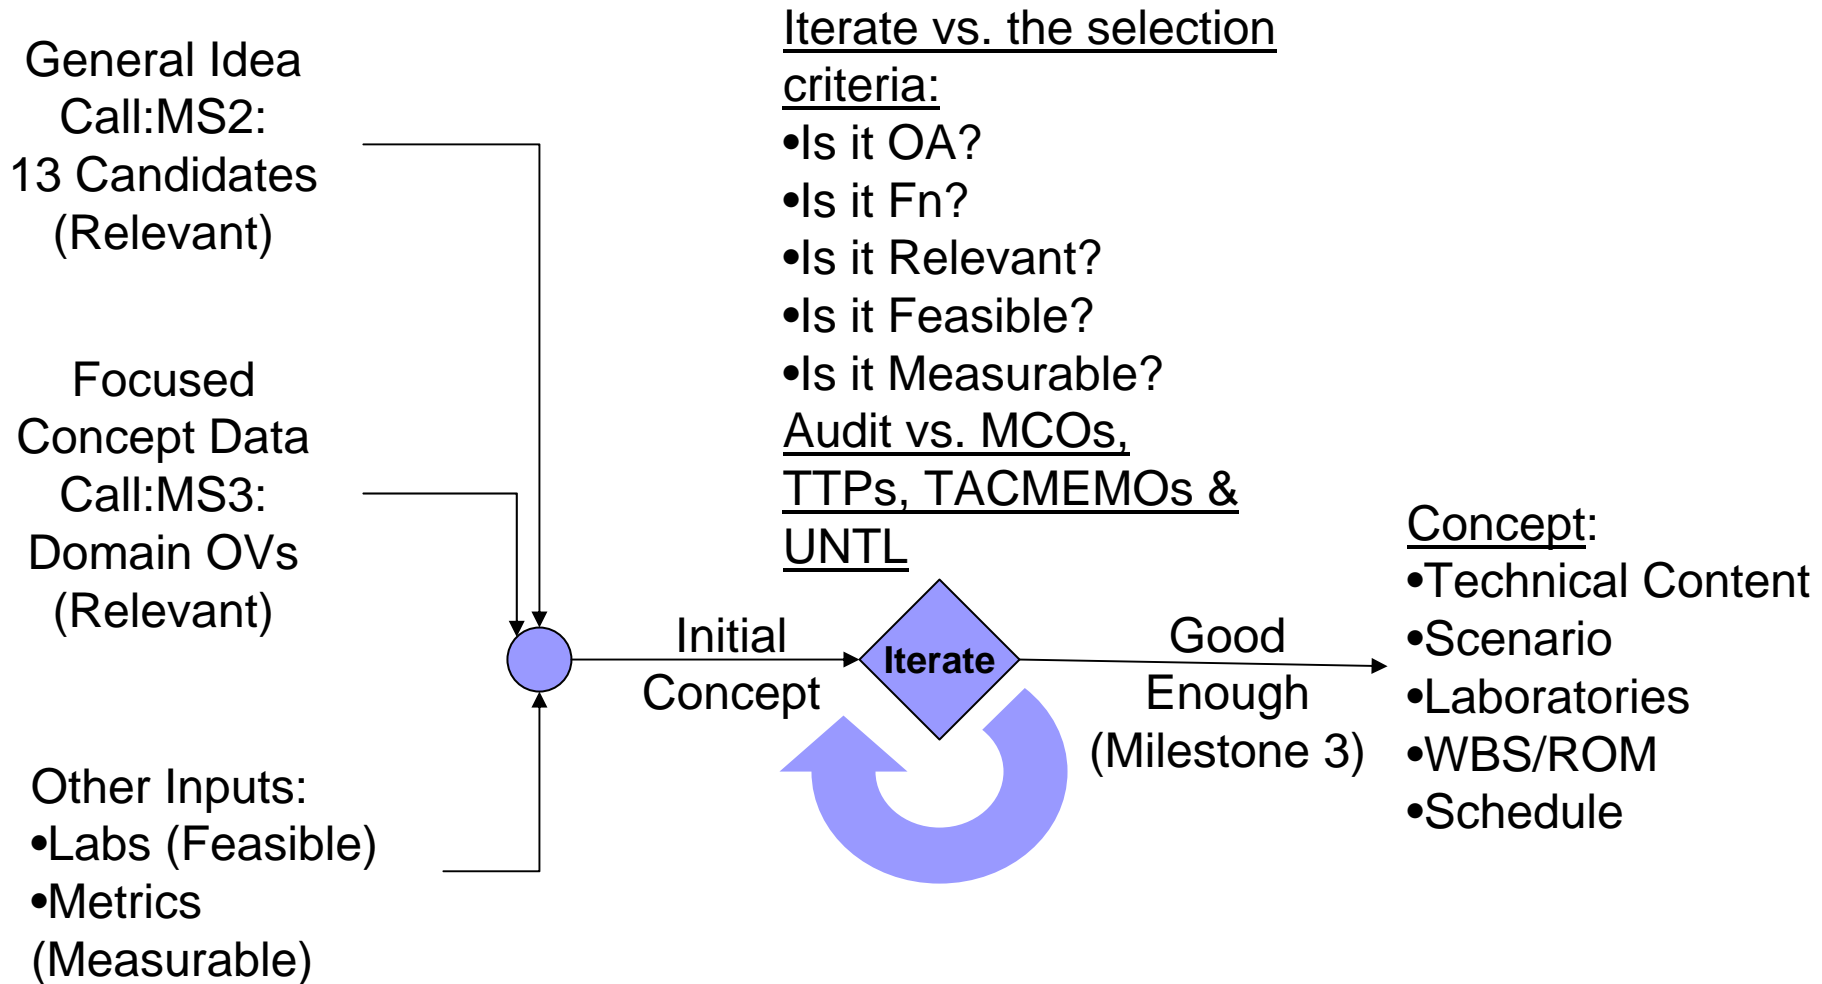 General Idea
Call:MS2:
13 Candidates
(Relevant)
Focused
Concept Data
Call:MS3:
Domain OVs
(Relevant)
Other Inputs:
•Labs (Feasible)
•Metrics
(Measurable)
Iterate vs. the selection
criteria:
•Is it OA?
•Is it Fn?
•Is it Relevant?
•Is it Feasible?
•Is it Measurable?
Audit vs. MCOs,
TTPs, TACMEMOs &
UNTL
Initial
Concept
Iterate
Good
Enough
(Milestone 3)
Concept:
•Technical Content
•Scenario
•Laboratories
•WBS/ROM
•Schedule